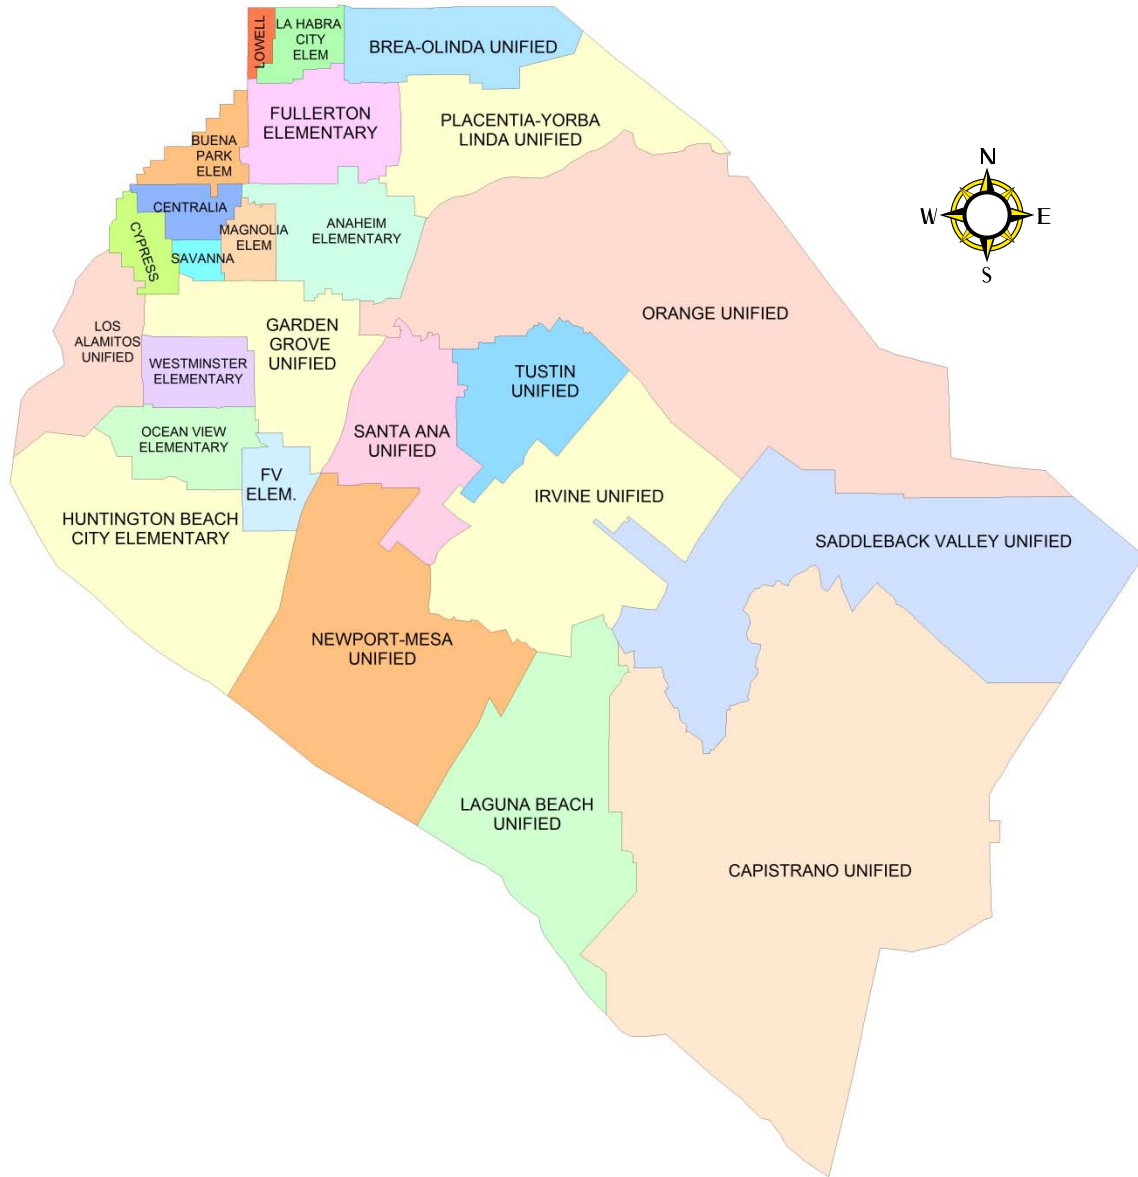 LOWELL
LA HABRA
CITY
ELEM
BREA-OLINDA UNIFIED
FULLERTON
ELEMENTARY
PLACENTIA-YORBA
LINDA UNIFIED
BUENA
PARK
ELEM
N
W
E
S
CENTRALIA
CYPRESS
MAGNOLIA
ELEM
ANAHEIM
ELEMENTARY
SAVANNA
ORANGE UNIFIED
LOS
ALAMITOS
UNIFIED
GARDEN
GROVE
UNIFIED
WESTMINSTER
ELEMENTARY
TUSTIN
UNIFIED
OCEAN VIEW
ELEMENTARY
SANTA ANA
UNIFIED
FV
ELEM.
IRVINE UNIFIED
HUNTINGTON BEACH
CITY ELEMENTARY
SADDLEBACK VALLEY UNIFIED
NEWPORT-MESA
UNIFIED
LAGUNA BEACH
UNIFIED
CAPISTRANO UNIFIED